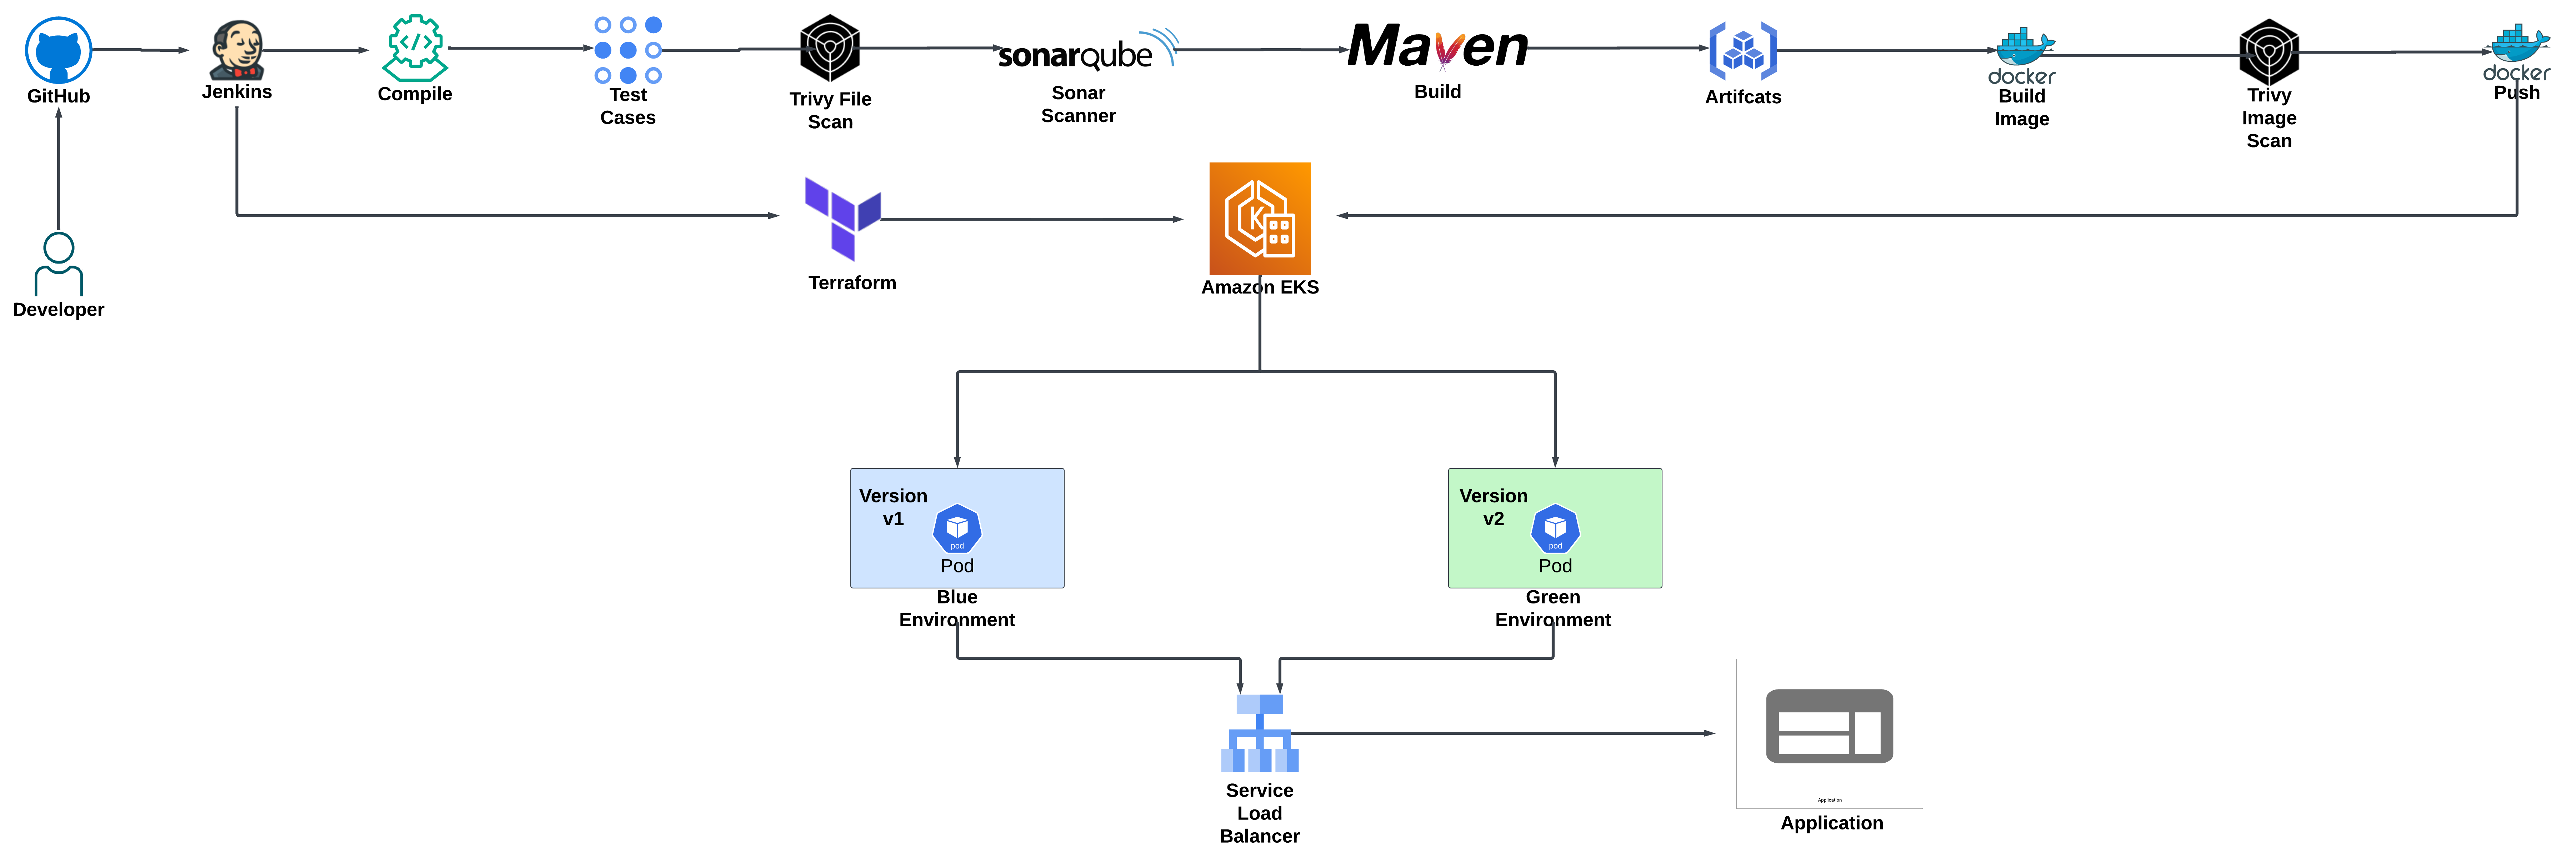 GitHub
Jenkins
Compile
Test
Cases
Trivy File
Scan
sonarqube
Sonar
Scanner
Maven
Build
Artifcats
docker
Build
Image
Trivy
Image
Scan
docker
Push
Developer
Terraform
K
Amazon EKS
Version
v1
pod
Pod
Blue
Environment
Version
v2
pod
Pod
Green
Environment
Service
Load
Balancer
Application
Application